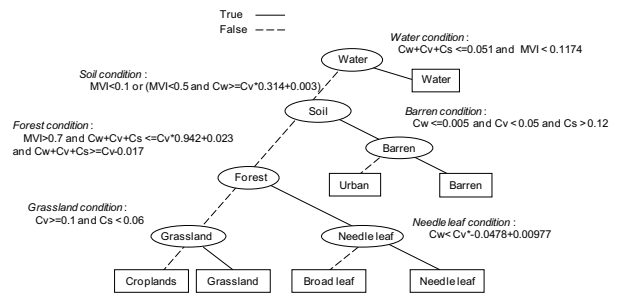 True
False
Water condition :
Cw+Cv+Cs <=0.051 and MVI < 0.1174
Water
Water
Soil condition :
MVI<0.1 or (MVI<0.5 and Cw>=Cv*0.314+0.003)
Soil
Barren condition :
Cw <=0.005 and Cv < 0.05 and Cs > 0.12
Forest condition :
MVI>0.7 and Cw+Cv+Cs <=Cv*0.942+0.023
and Cw+Cv+Cs>=Cv-0.017
Barren
Forest
Urban
Barren
Grassland condition :
Cv>=0.1 and Cs < 0.06
Needle leaf condition :
Cw< Cv*-0.0478+0.00977
Grassland
Needle leaf
Croplands
Grassland
Broad leaf
Needle leaf